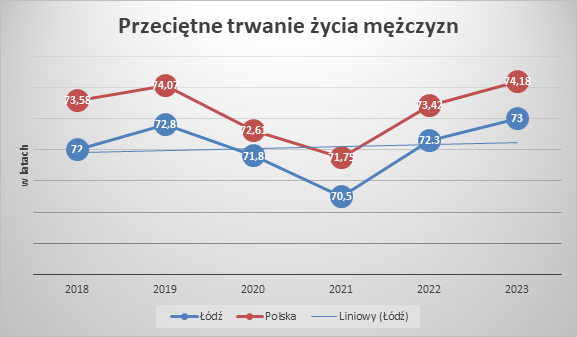 Przeciętne trwanie życia mężczyzn
w latach
73,58 74,07 72,61 71,75 73,42 74,18
72 72,8 71,8 70,5 72.3 73
2018 2019 2020 2021 2022 2023
Łódź Polska Liniowy (Łódź)